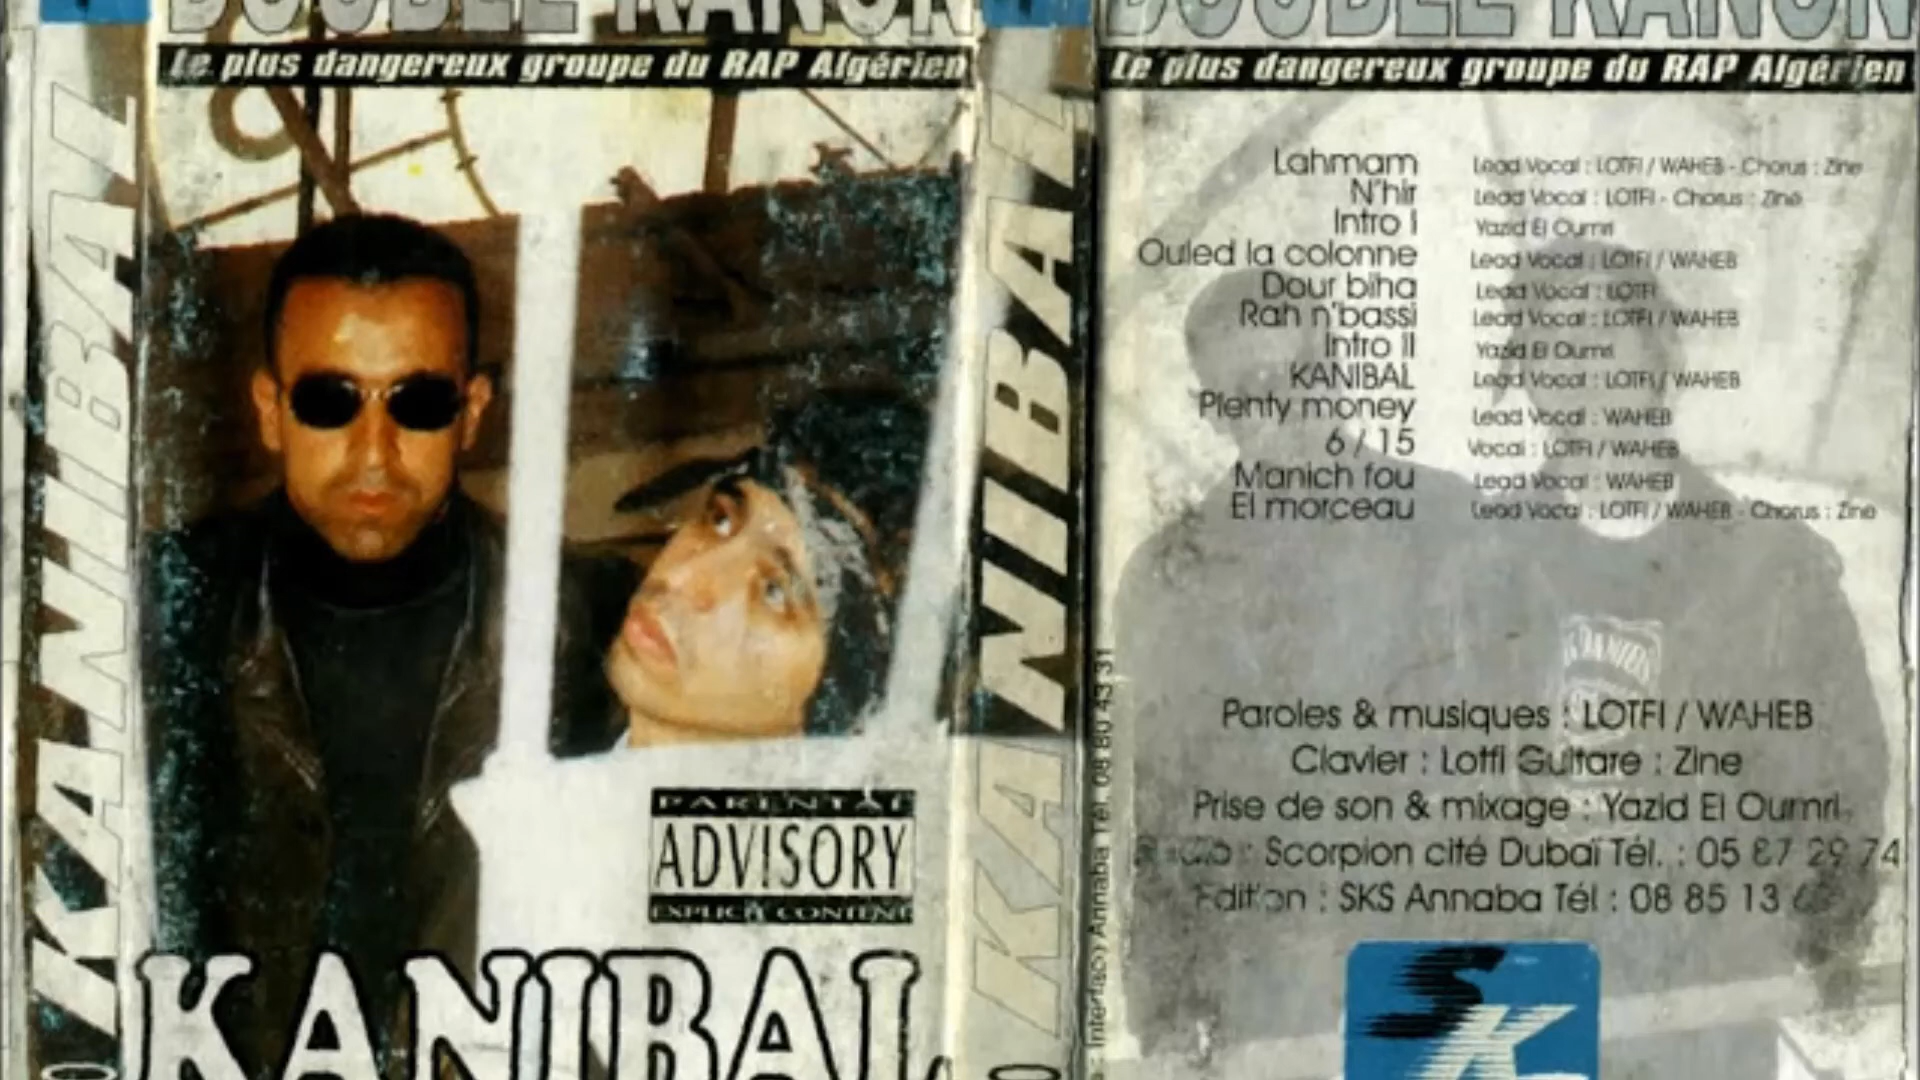 DOUBLE KANON
Le plus dangereux groupe du RAP Algérien
KANIBAL
PARENTAL
ADVISORY
EXPLICIT CONTENT
KANIBAL
KANIBAL
DOUBLE KANON
Le plus dangereux groupe du RAP Algérien
Lahmam Lead Vocal : LOTFI / WAHEB - Chorus : Zine
N'hir Lead Vocal : LOTFI - Chorus : Zine
Intro I Yazid El Oumri
Ouled la colonne Lead Vocal : LOTFI / WAHEB
Dour biha Lead Vocal : LOTFI
Rah n'bassi Lead Vocal : LOTFI / WAHEB
Intro II Yazid El Oumri
KANIBAL Lead Vocal : LOTFI / WAHEB
Plenty money Lead Vocal : WAHEB
6 / 15 Vocal : LOTFI / WAHEB
Manich fou Lead Vocal : WAHEB
El morceau Lead Vocal : LOTFI / WAHEB - Chorus : Zine
DANIEL'S
Paroles & musiques : LOTFI / WAHEB
Clavier : Lotfi Guitare : Zine
Prise de son & mixage : Yazid El Oumri
Scorpion cité Dubaï Tél. : 05 87 29 74
Edition : SKS Annaba Tél : 08 85 13
Annaba Tél. 08 80 43 31
SK